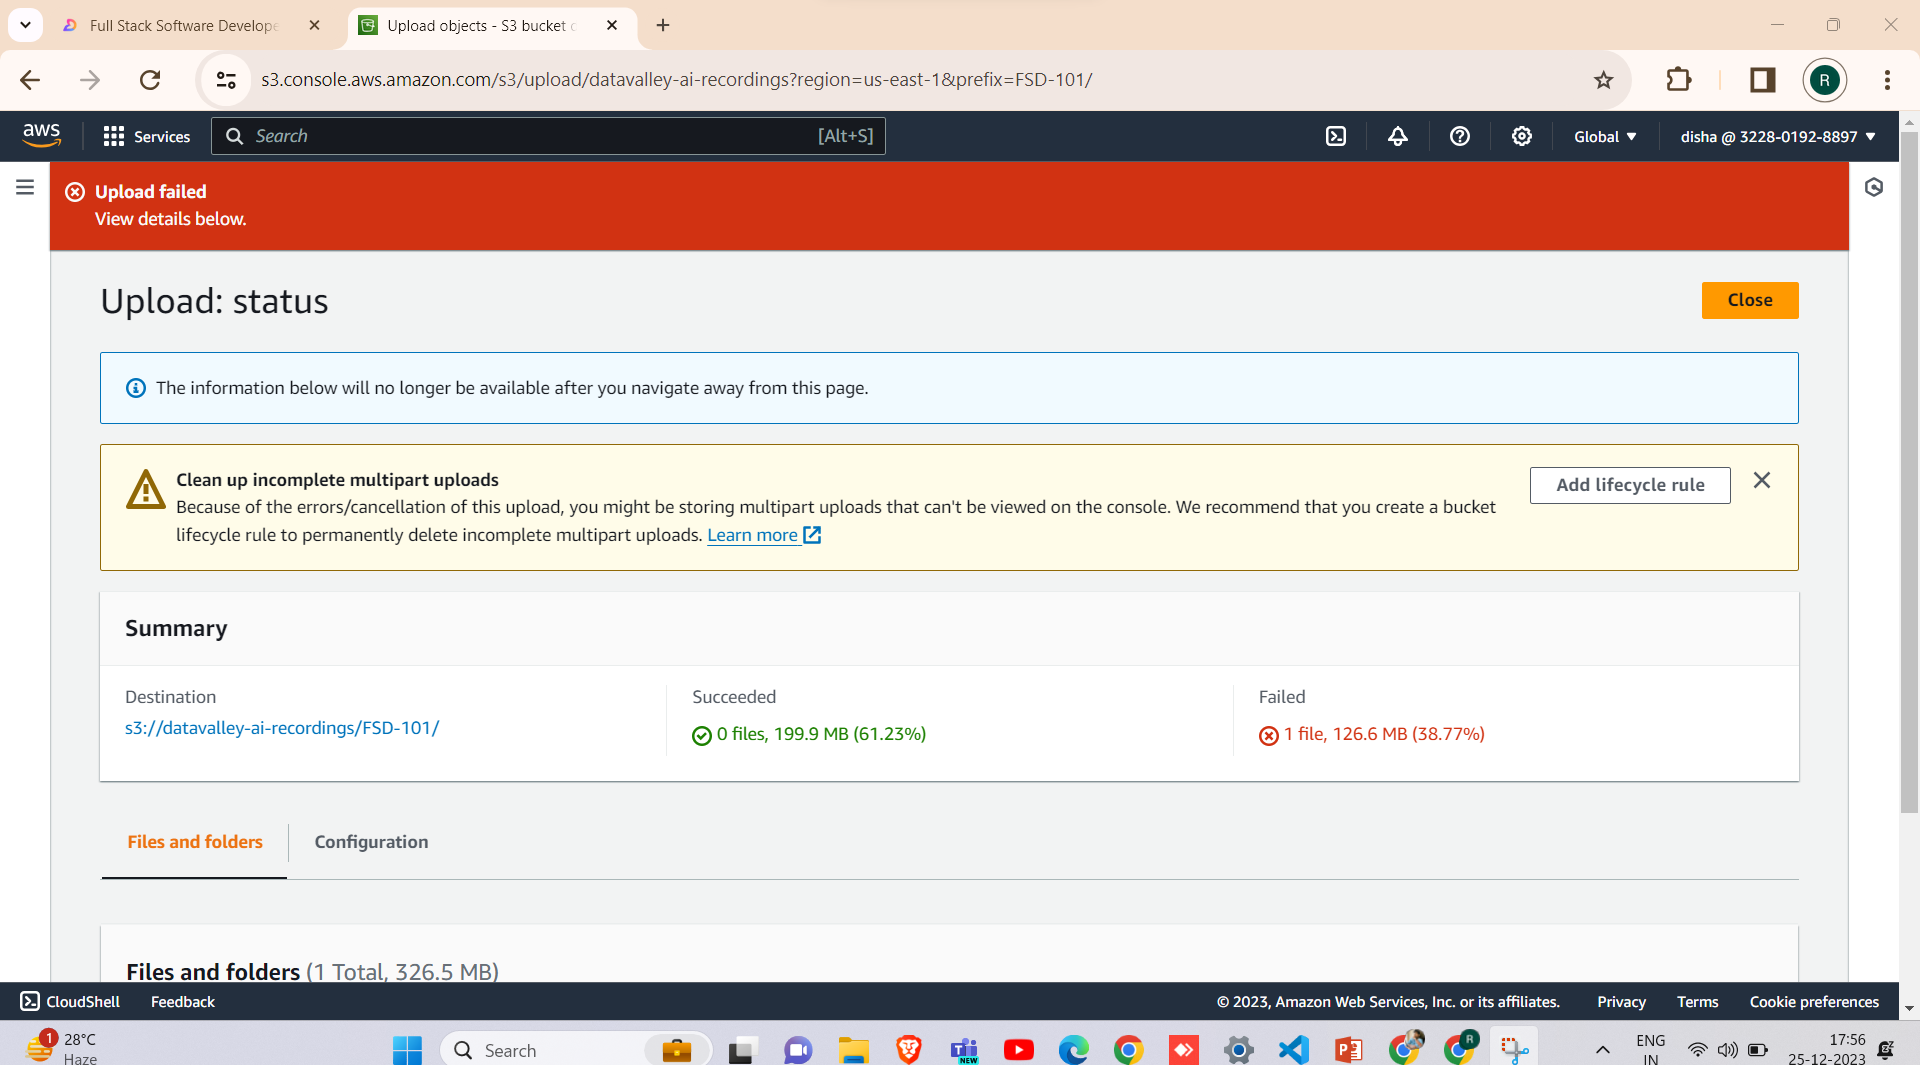 Full Stack Software Develope
Upload objects - S3 bucket c
s3.console.aws.amazon.com/s3/upload/datavalley-ai-recordings?region=us-east-1&prefix=FSD-101/
R
aws
Services
Search
[Alt+S]
Global
disha @ 3228-0192-8897
Upload failed
View details below.
Upload: status
Close
The information below will no longer be available after you navigate away from this page.
Clean up incomplete multipart uploads
Because of the errors/cancellation of this upload, you might be storing multipart uploads that can't be viewed on the console. We recommend that you create a bucket
lifecycle rule to permanently delete incomplete multipart uploads. Learn more
Add lifecycle rule
Summary
Destination
s3://datavalley-ai-recordings/FSD-101/
Succeeded
0 files, 199.9 MB (61.23%)
Failed
1 file, 126.6 MB (38.77%)
Files and folders
Configuration
Files and folders (1 Total, 326.5 MB)
CloudShell
Feedback
© 2023, Amazon Web Services, Inc. or its affiliates.
Privacy
Terms
Cookie preferences
1
28°C
Haze
Search
NEW
R
ENG
IN
17:56
25-12-2023